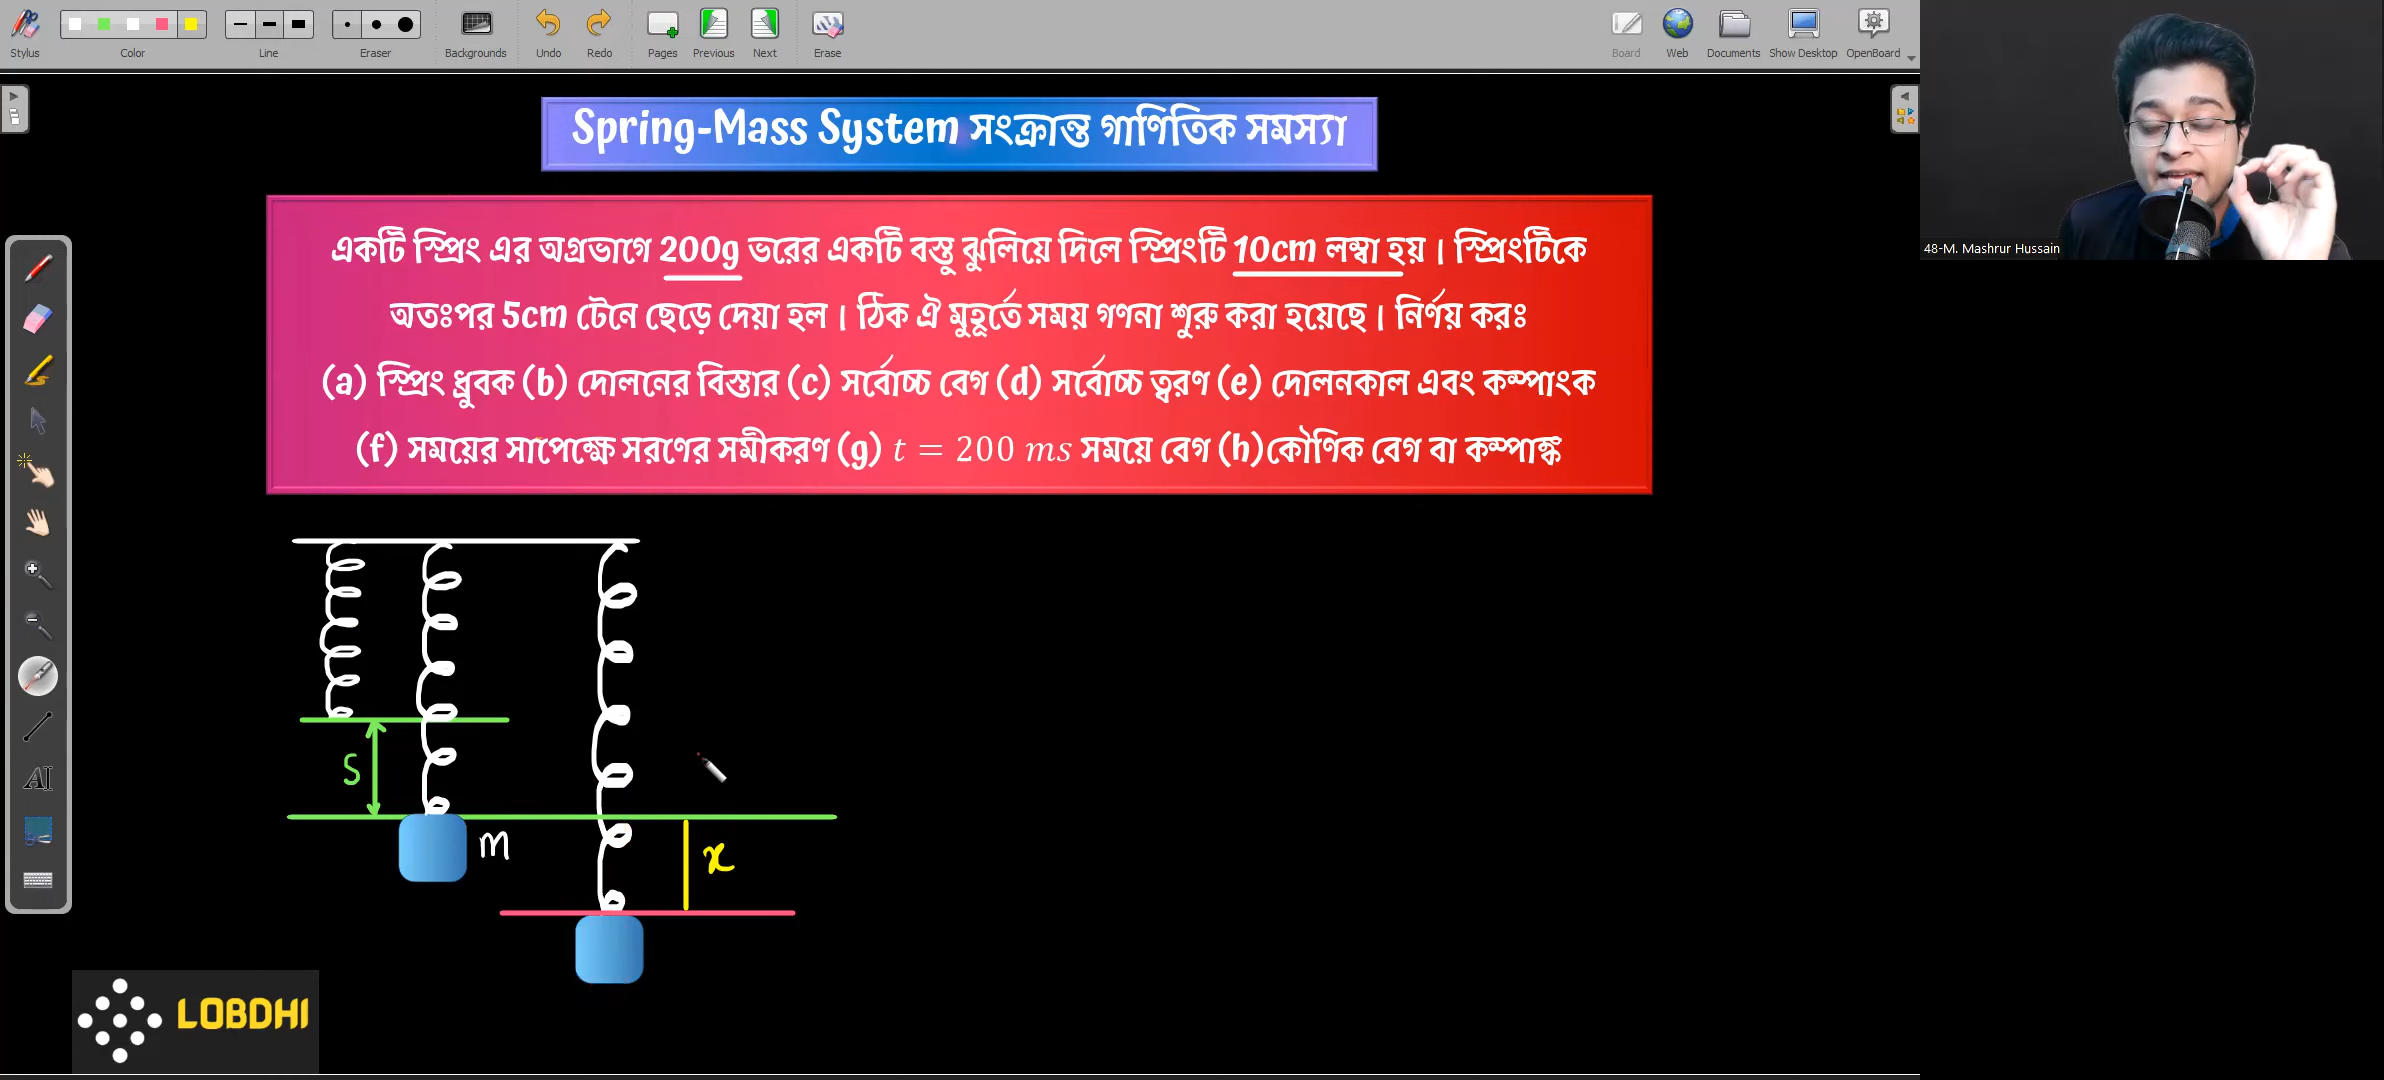 Stylus
Color
Line
Eraser
Backgrounds
Undo
Redo
Pages
Previous
Next
Erase
Board
Web
Documents
Show Desktop
OpenBoard
48-M. Mashrur Hussain
Spring-Mass System সংক্রান্ত গাণিতিক সমস্যা
একটি স্প্রিং এর অগ্রভাগে 200g ভরের একটি বস্তু ঝুলিয়ে দিলে স্প্রিংটি 10cm লম্বা হয়। স্প্রিংটিকে
অতঃপর 5cm টেনে ছেড়ে দেয়া হল। ঠিক ঐ মুহূর্তে সময় গণনা শুরু করা হয়েছে। নির্ণয় করঃ
(a) স্প্রিং ধ্রুবক (b) দোলনের বিস্তার (c) সর্বোচ্চ বেগ (d) সর্বোচ্চ ত্বরণ (e) দোলনকাল এবং কম্পাংক
(f) সময়ের সাপেক্ষে সরণের সমীকরণ (g) t = 200 ms সময়ে বেগ (h)কৌণিক বেগ বা কম্পাঙ্ক
S
m
x
AI
LOBDHI